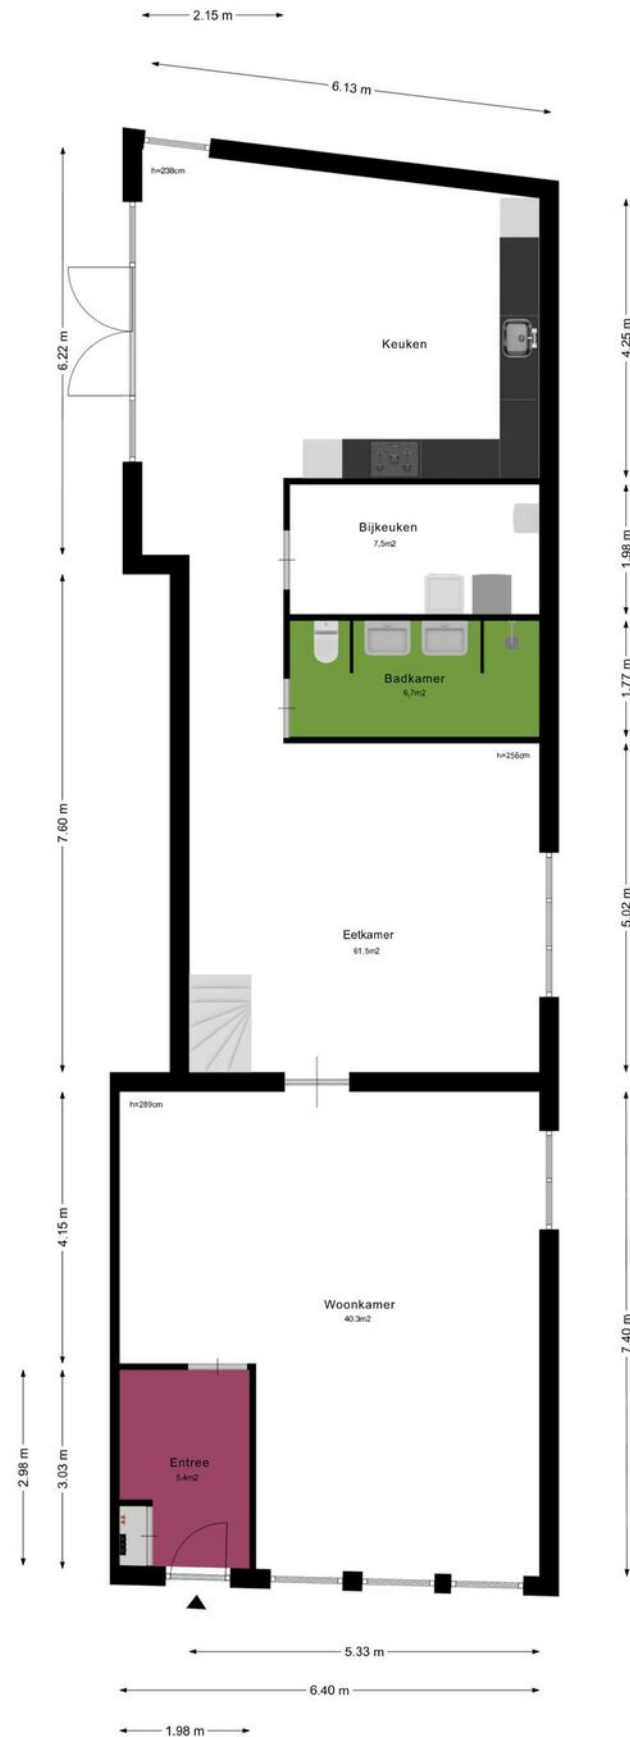 2.15 m
6.13 m
h=238cm
6.22 m
4.25 m
Keuken
Bijkeuken
7,5m2
1.98 m
Badkamer
6,7m2
1.77 m
h=256cm
7.60 m
5.02 m
Eetkamer
61,5m2
h=289cm
4.15 m
Woonkamer
40.3m2
7.40 m
2.98 m
3.03 m
Entree
5,4m2
5.33 m
6.40 m
1.98 m